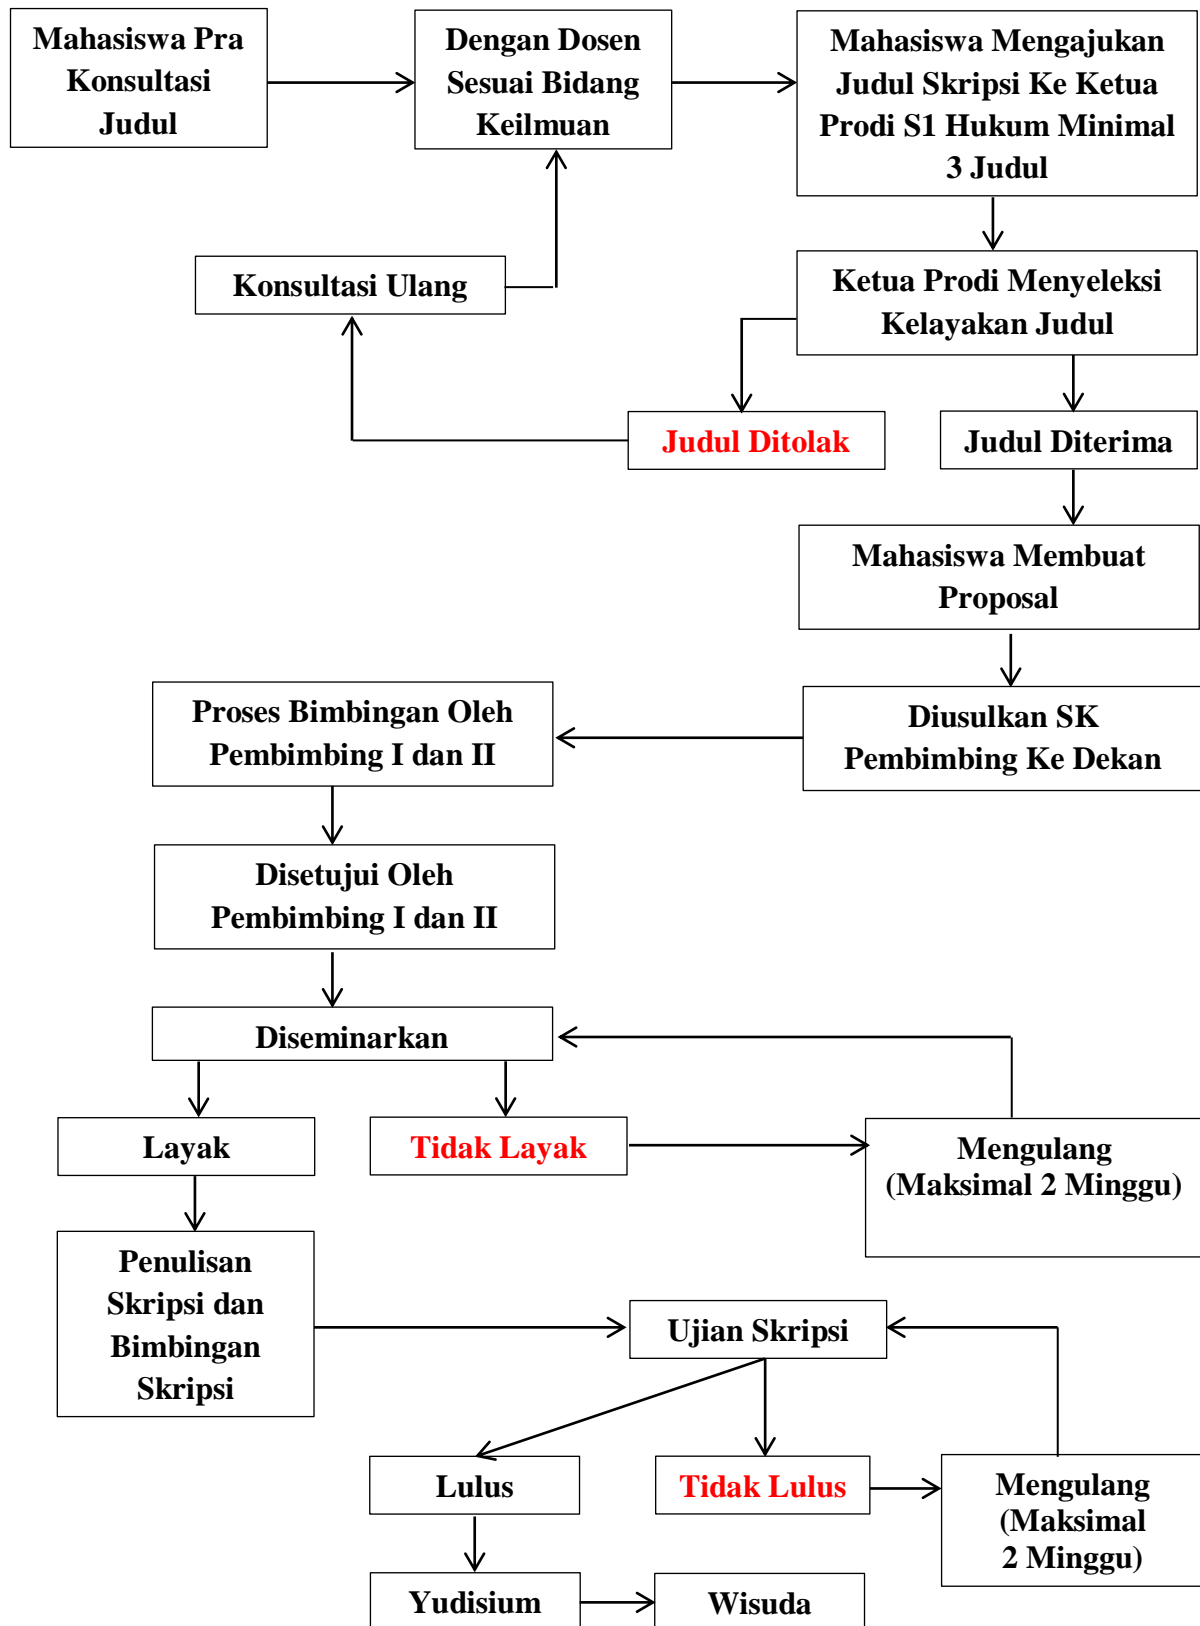 Mahasiswa Pra
Konsultasi
Judul
Dengan Dosen
Sesuai Bidang
Keilmuan
Mahasiswa Mengajukan
Judul Skripsi Ke Ketua
Prodi S1 Hukum Minimal
3 Judul
Konsultasi Ulang
Ketua Prodi Menyeleksi
Kelayakan Judul
Judul Ditolak
Judul Diterima
Mahasiswa Membuat
Proposal
Diusulkan SK
Pembimbing Ke Dekan
Proses Bimbingan Oleh
Pembimbing I dan II
Disetujui Oleh
Pembimbing I dan II
Diseminarkan
Layak
Tidak Layak
Mengulang
(Maksimal 2 Minggu)
Penulisan
Skripsi dan
Bimbingan
Skripsi
Ujian Skripsi
Lulus
Tidak Lulus
Mengulang
(Maksimal
2 Minggu)
Yudisium
Wisuda